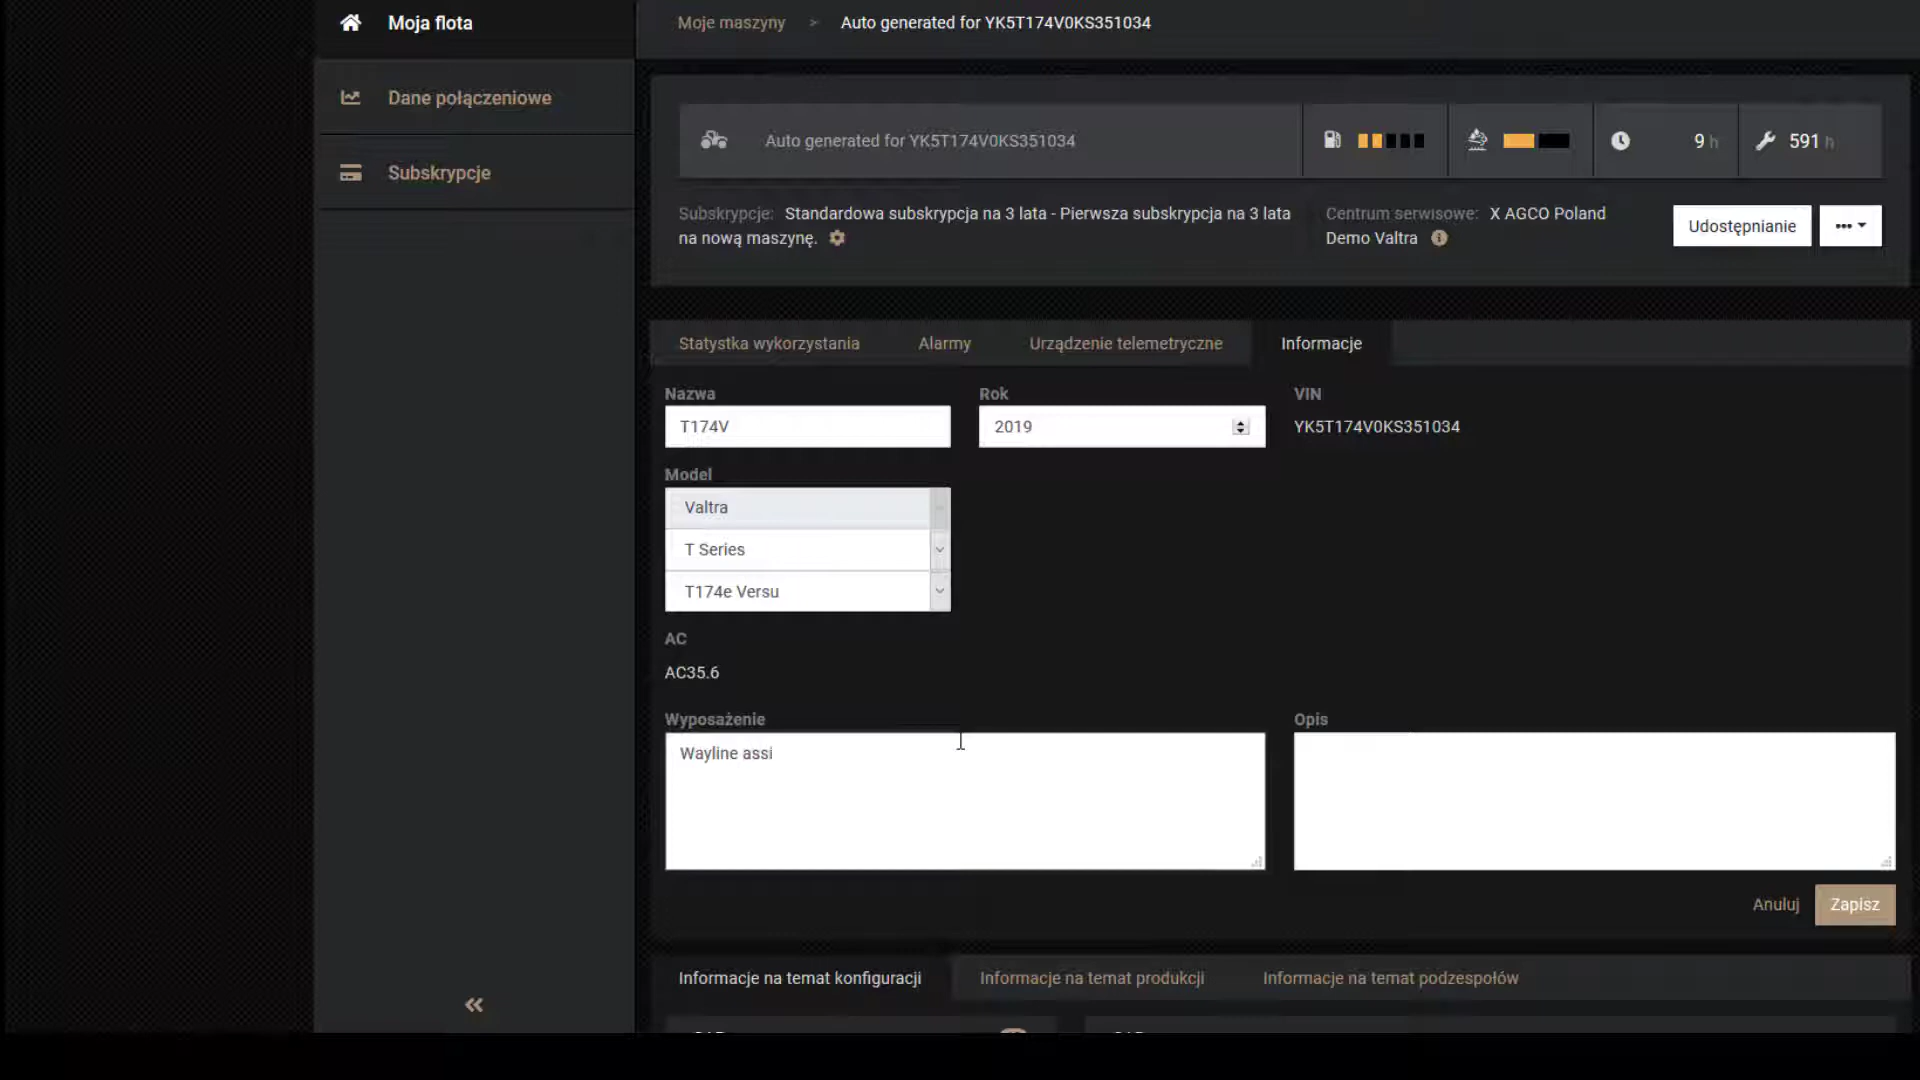 Moja flota
Moje maszyny > Auto generated for YK5T174V0KS351034
Dane połączeniowe
Subskrypcje
Auto generated for YK5T174V0KS351034
9 h
591 h
Subskrypcje: Standardowa subskrypcja na 3 lata - Pierwsza subskrypcja na 3 lata
na nową maszynę.
Centrum serwisowe: X AGCO Poland
Demo Valtra
Udostępnianie
Statystka wykorzystania
Alarmy
Urządzenie telemetryczne
Informacje
Nazwa
Rok
VIN
T174V
2019
YK5T174V0KS351034
Model
Valtra
T Series
T174e Versu
AC
AC35.6
Wyposażenie
Opis
Wayline assi
Anuluj
Zapisz
Informacje na temat konfiguracji
Informacje na temat produkcji
Informacje na temat podzespołów